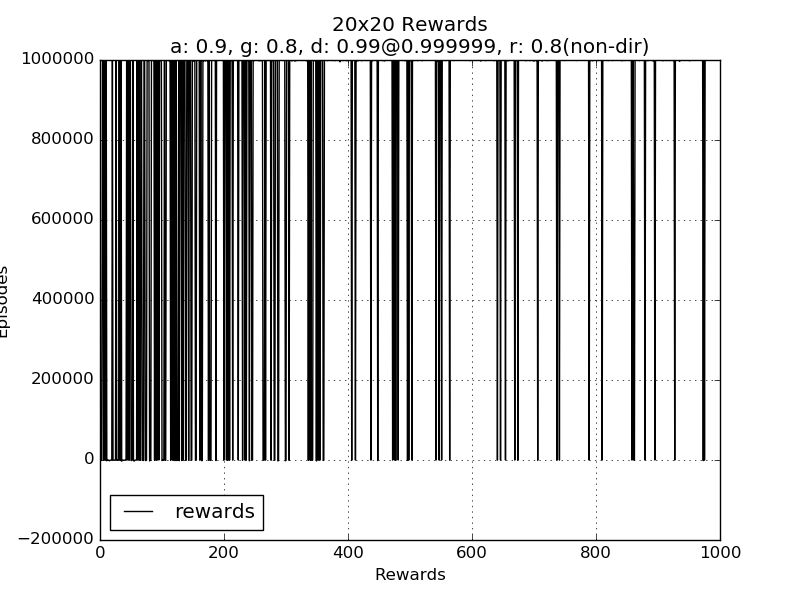 20x20 Rewards
a: 0.9, g: 0.8, d: 0.99@0.999999, r: 0.8(non-dir)
1000000
800000
600000
400000
200000
0
−200000
Episodes
rewards
0 200 400 600 800 1000
Rewards